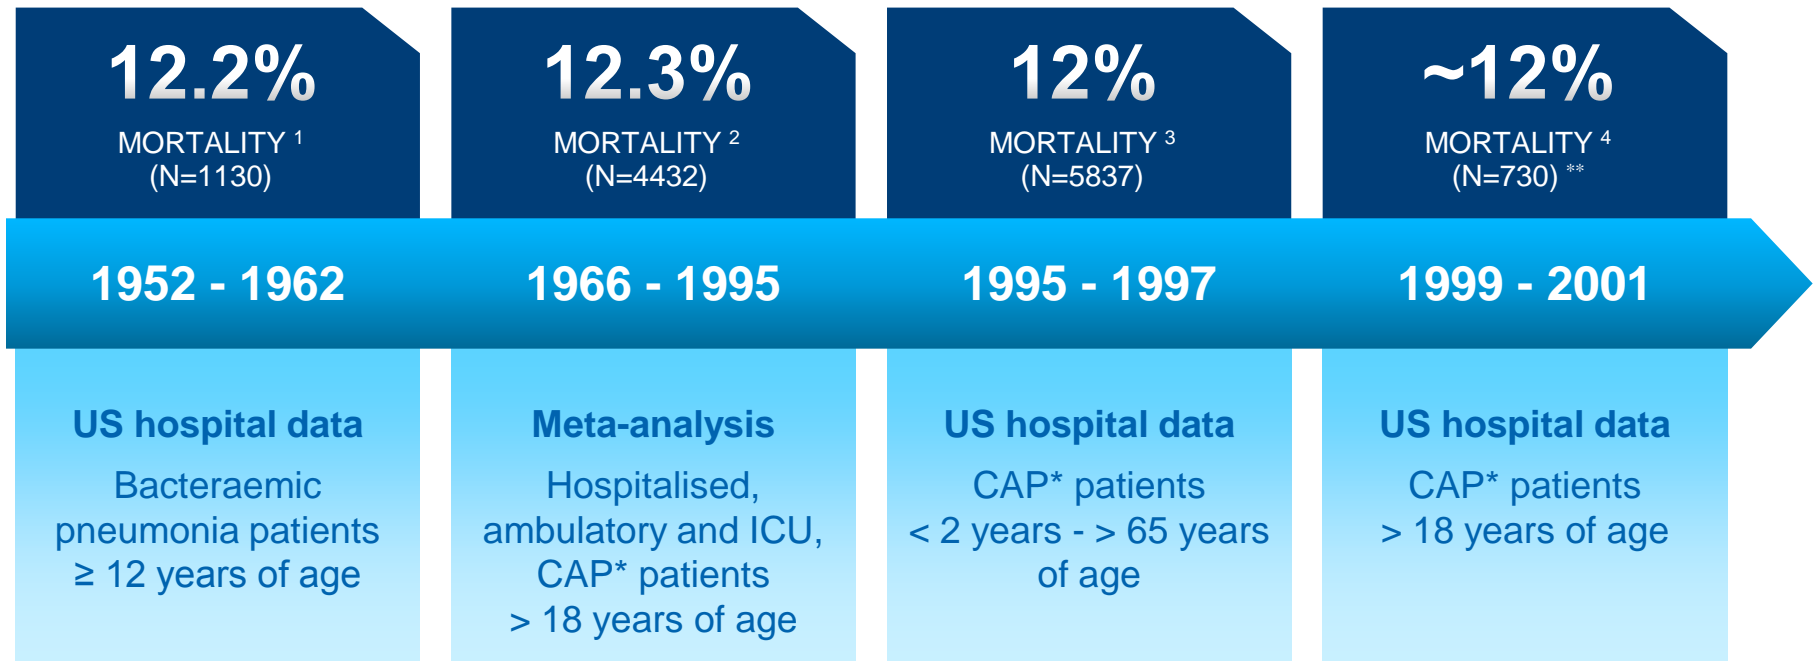 12.2%
MORTALITY 1
(N=1130)
1952 - 1962
US hospital data
Bacteraemic
pneumonia patients
≥ 12 years of age
12.3%
MORTALITY 2
(N=4432)
1966 - 1995
Meta-analysis
Hospitalised,
ambulatory and ICU,
CAP* patients
> 18 years of age
12%
MORTALITY 3
(N=5837)
1995 - 1997
US hospital data
CAP* patients
< 2 years - > 65 years
of age
~12%
MORTALITY 4
(N=730) **
1999 - 2001
US hospital data
CAP* patients
> 18 years of age